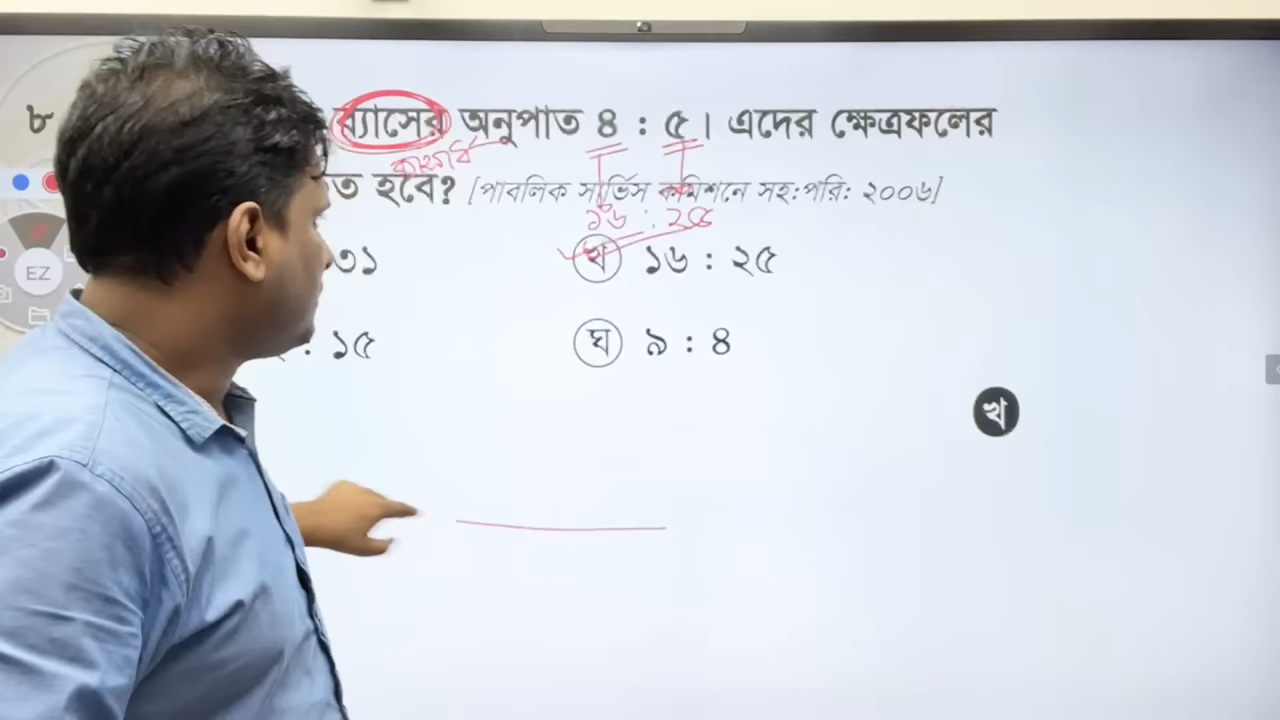 ৮ ব্যাসের অনুপাত ৪ : ৫। এদের ক্ষেত্রফলের
ব্যাসার্ধ
ত হবে? [পাবলিক সার্ভিস কমিশনে সহ:পরি: ২০০৬]
১৬ : ২৫
EZ
৩১
খ ১৬ : ২৫
: ১৫
ঘ ৯ : ৪
খ